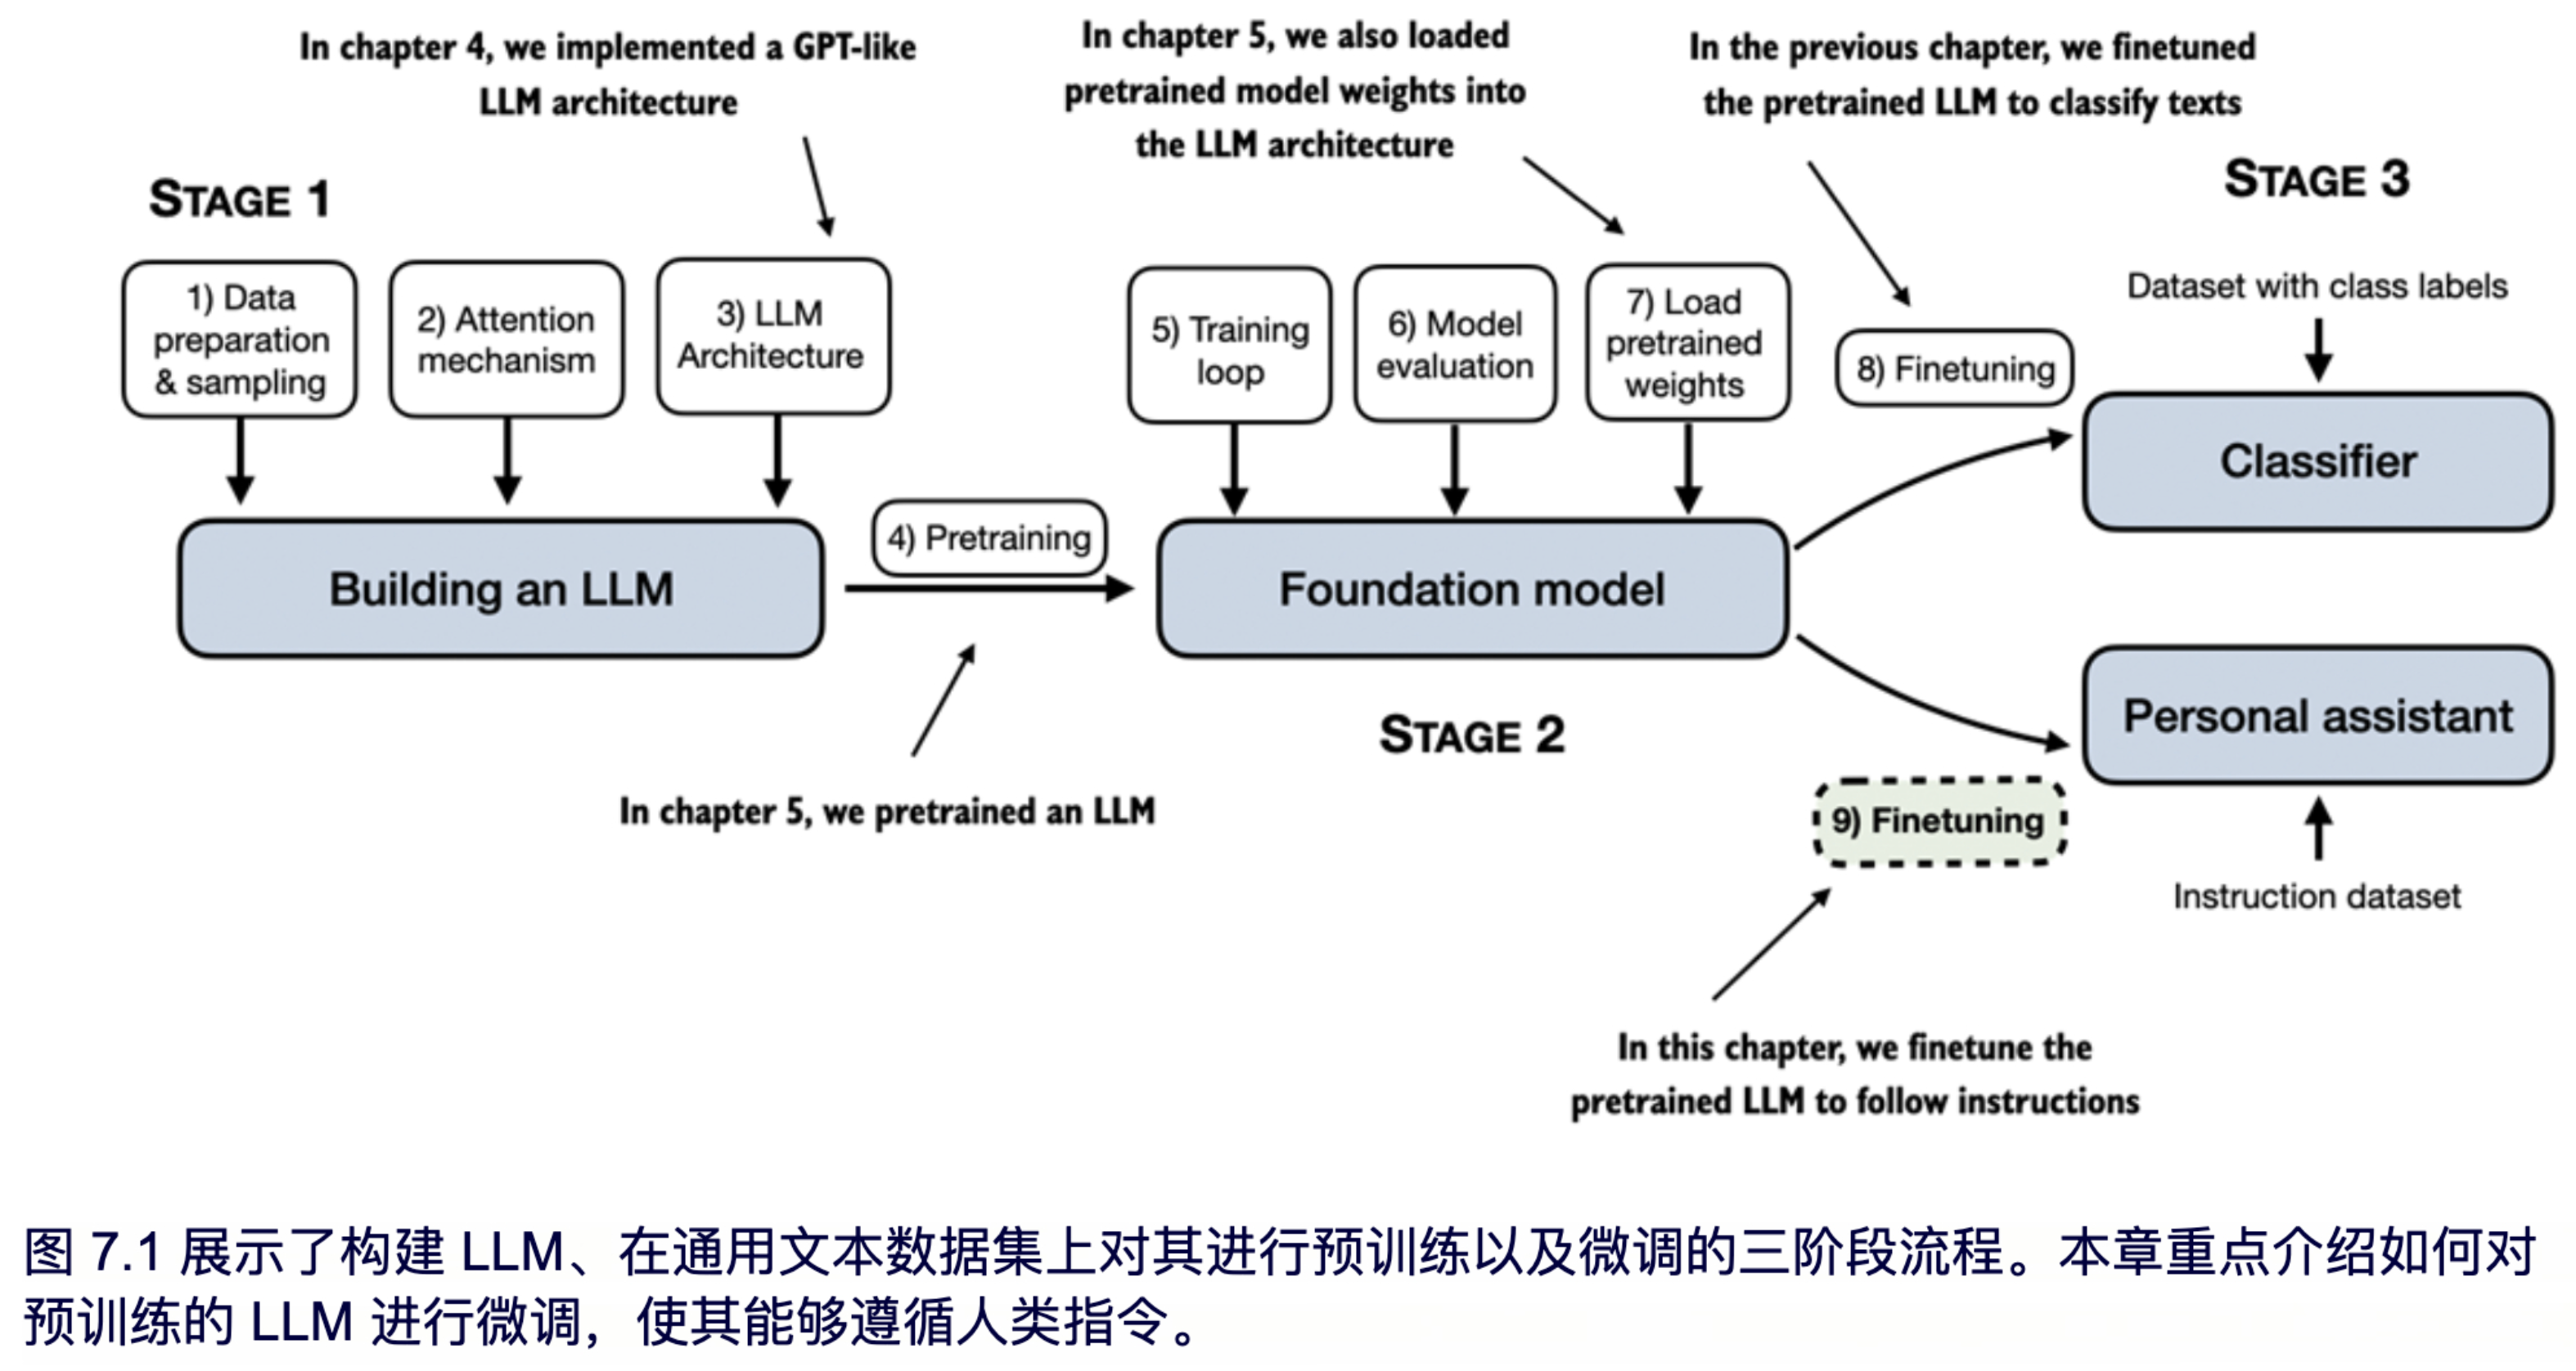 In chapter 4, we implemented a GPT-like
LLM architecture
In chapter 5, we also loaded
pretrained model weights into
the LLM architecture
In the previous chapter, we finetuned
the pretrained LLM to classify texts
STAGE 1
STAGE 3
1) Data
preparation
& sampling
2) Attention
mechanism
3) LLM
Architecture
5) Training
loop
6) Model
evaluation
7) Load
pretrained
weights
8) Finetuning
Dataset with class labels
Classifier
Building an LLM
4) Pretraining
Foundation model
Personal assistant
STAGE 2
In chapter 5, we pretrained an LLM
9) Finetuning
Instruction dataset
In this chapter, we finetune the
pretrained LLM to follow instructions
图 7.1 展示了构建 LLM、在通用文本数据集上对其进行预训练以及微调的三阶段流程。本章重点介绍如何对
预训练的 LLM 进行微调，使其能够遵循人类指令。